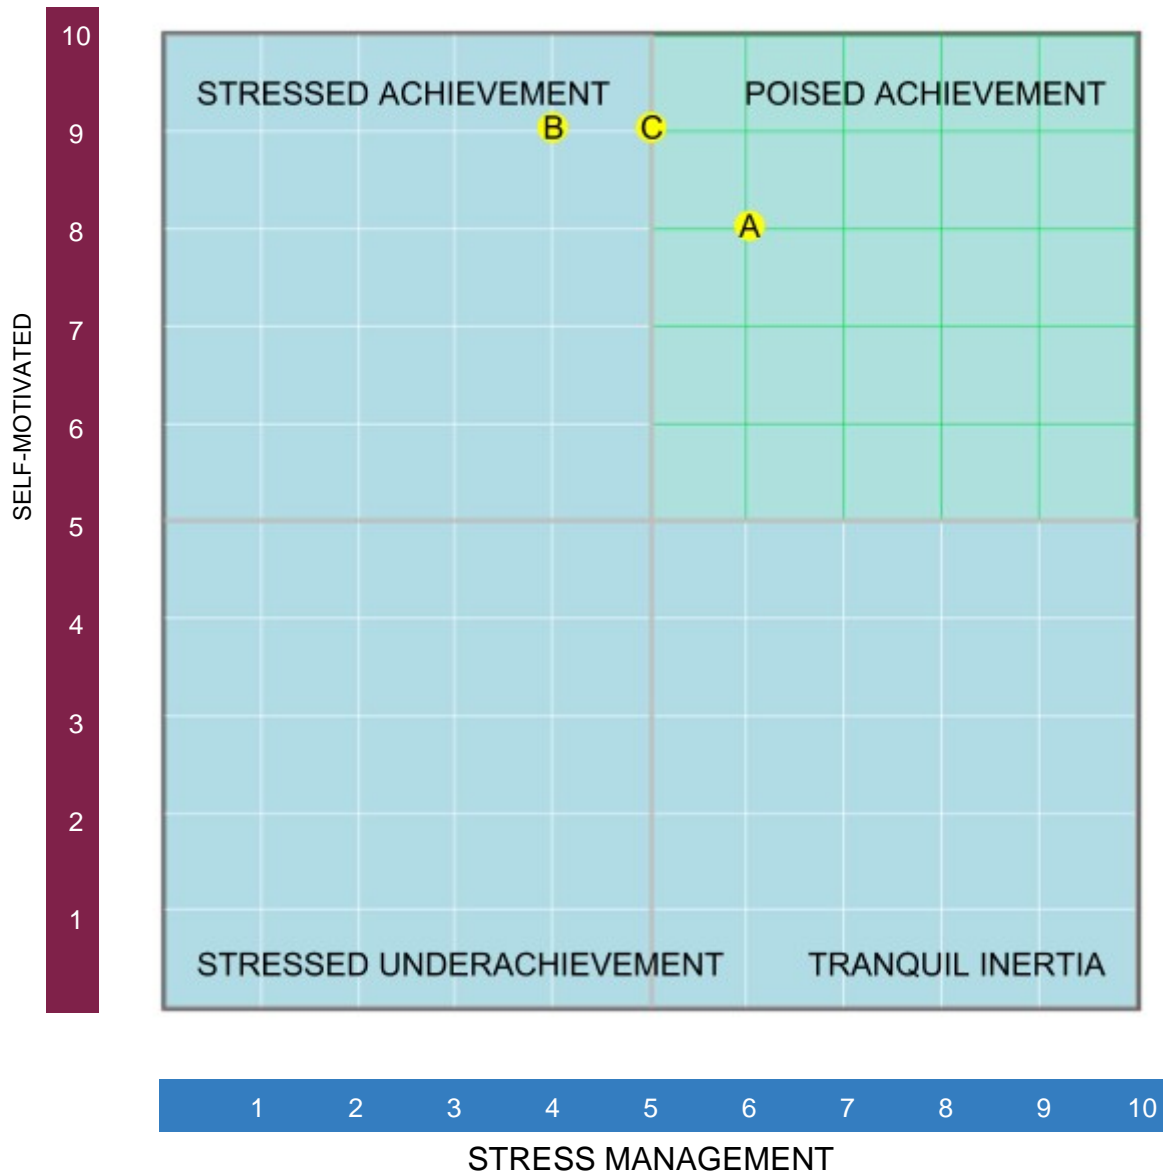 10
STRESSED ACHIEVEMENT
POISED ACHIEVEMENT
9
B
C
8
A
7
SELF-MOTIVATED
6
5
4
3
2
1
STRESSED UNDERACHIEVEMENT
TRANQUIL INERTIA
1 2 3 4 5 6 7 8 9 10
STRESS MANAGEMENT